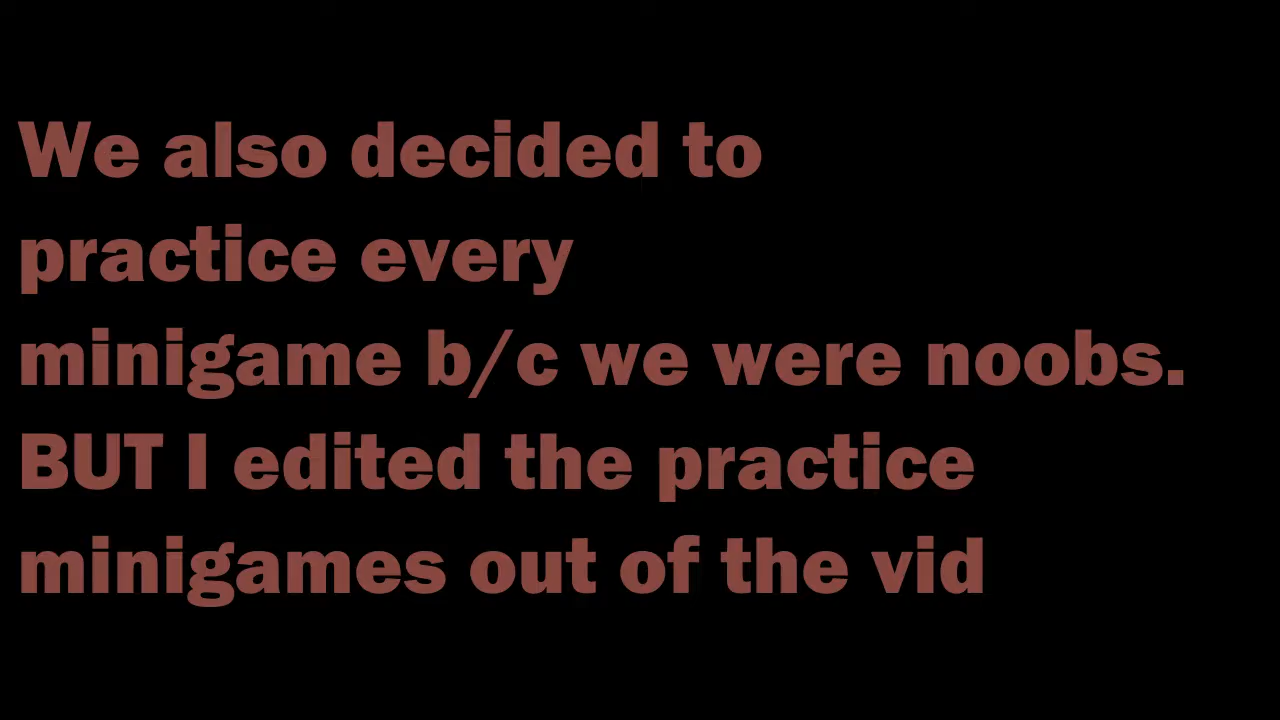 We also decided to
practice every
minigame b/c we were noobs.
BUT I edited the practice
minigames out of the vid